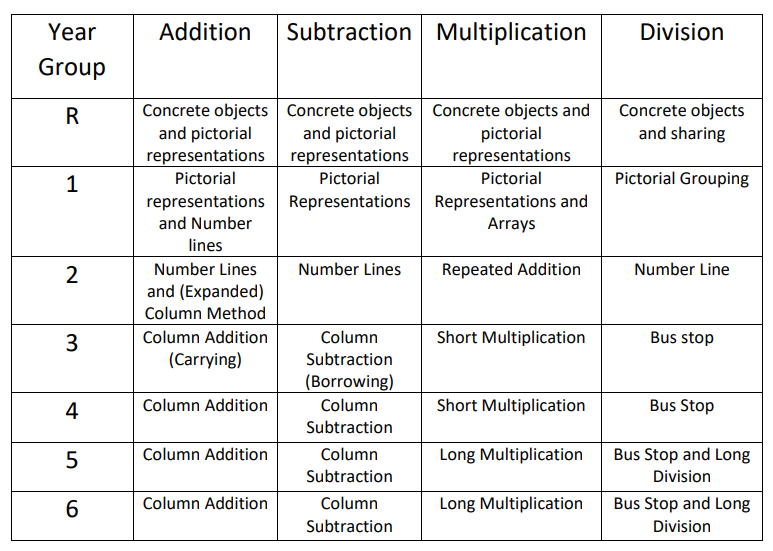 Year Group
Addition
Subtraction
Multiplication
Division
R
Concrete objects
and pictorial
representations
Concrete objects
and pictorial
representations
Concrete objects and
pictorial
representations
Concrete objects
and sharing
1
Pictorial
representations
and Number
lines
Pictorial
Representations
Pictorial
Representations and
Arrays
Pictorial Grouping
2
Number Lines
and (Expanded)
Column Method
Number Lines
Repeated Addition
Number Line
3
Column Addition
(Carrying)
Column
Subtraction
(Borrowing)
Short Multiplication
Bus stop
4
Column Addition
Column
Subtraction
Short Multiplication
Bus Stop
5
Column Addition
Column
Subtraction
Long Multiplication
Bus Stop and Long
Division
6
Column Addition
Column
Subtraction
Long Multiplication
Bus Stop and Long
Division